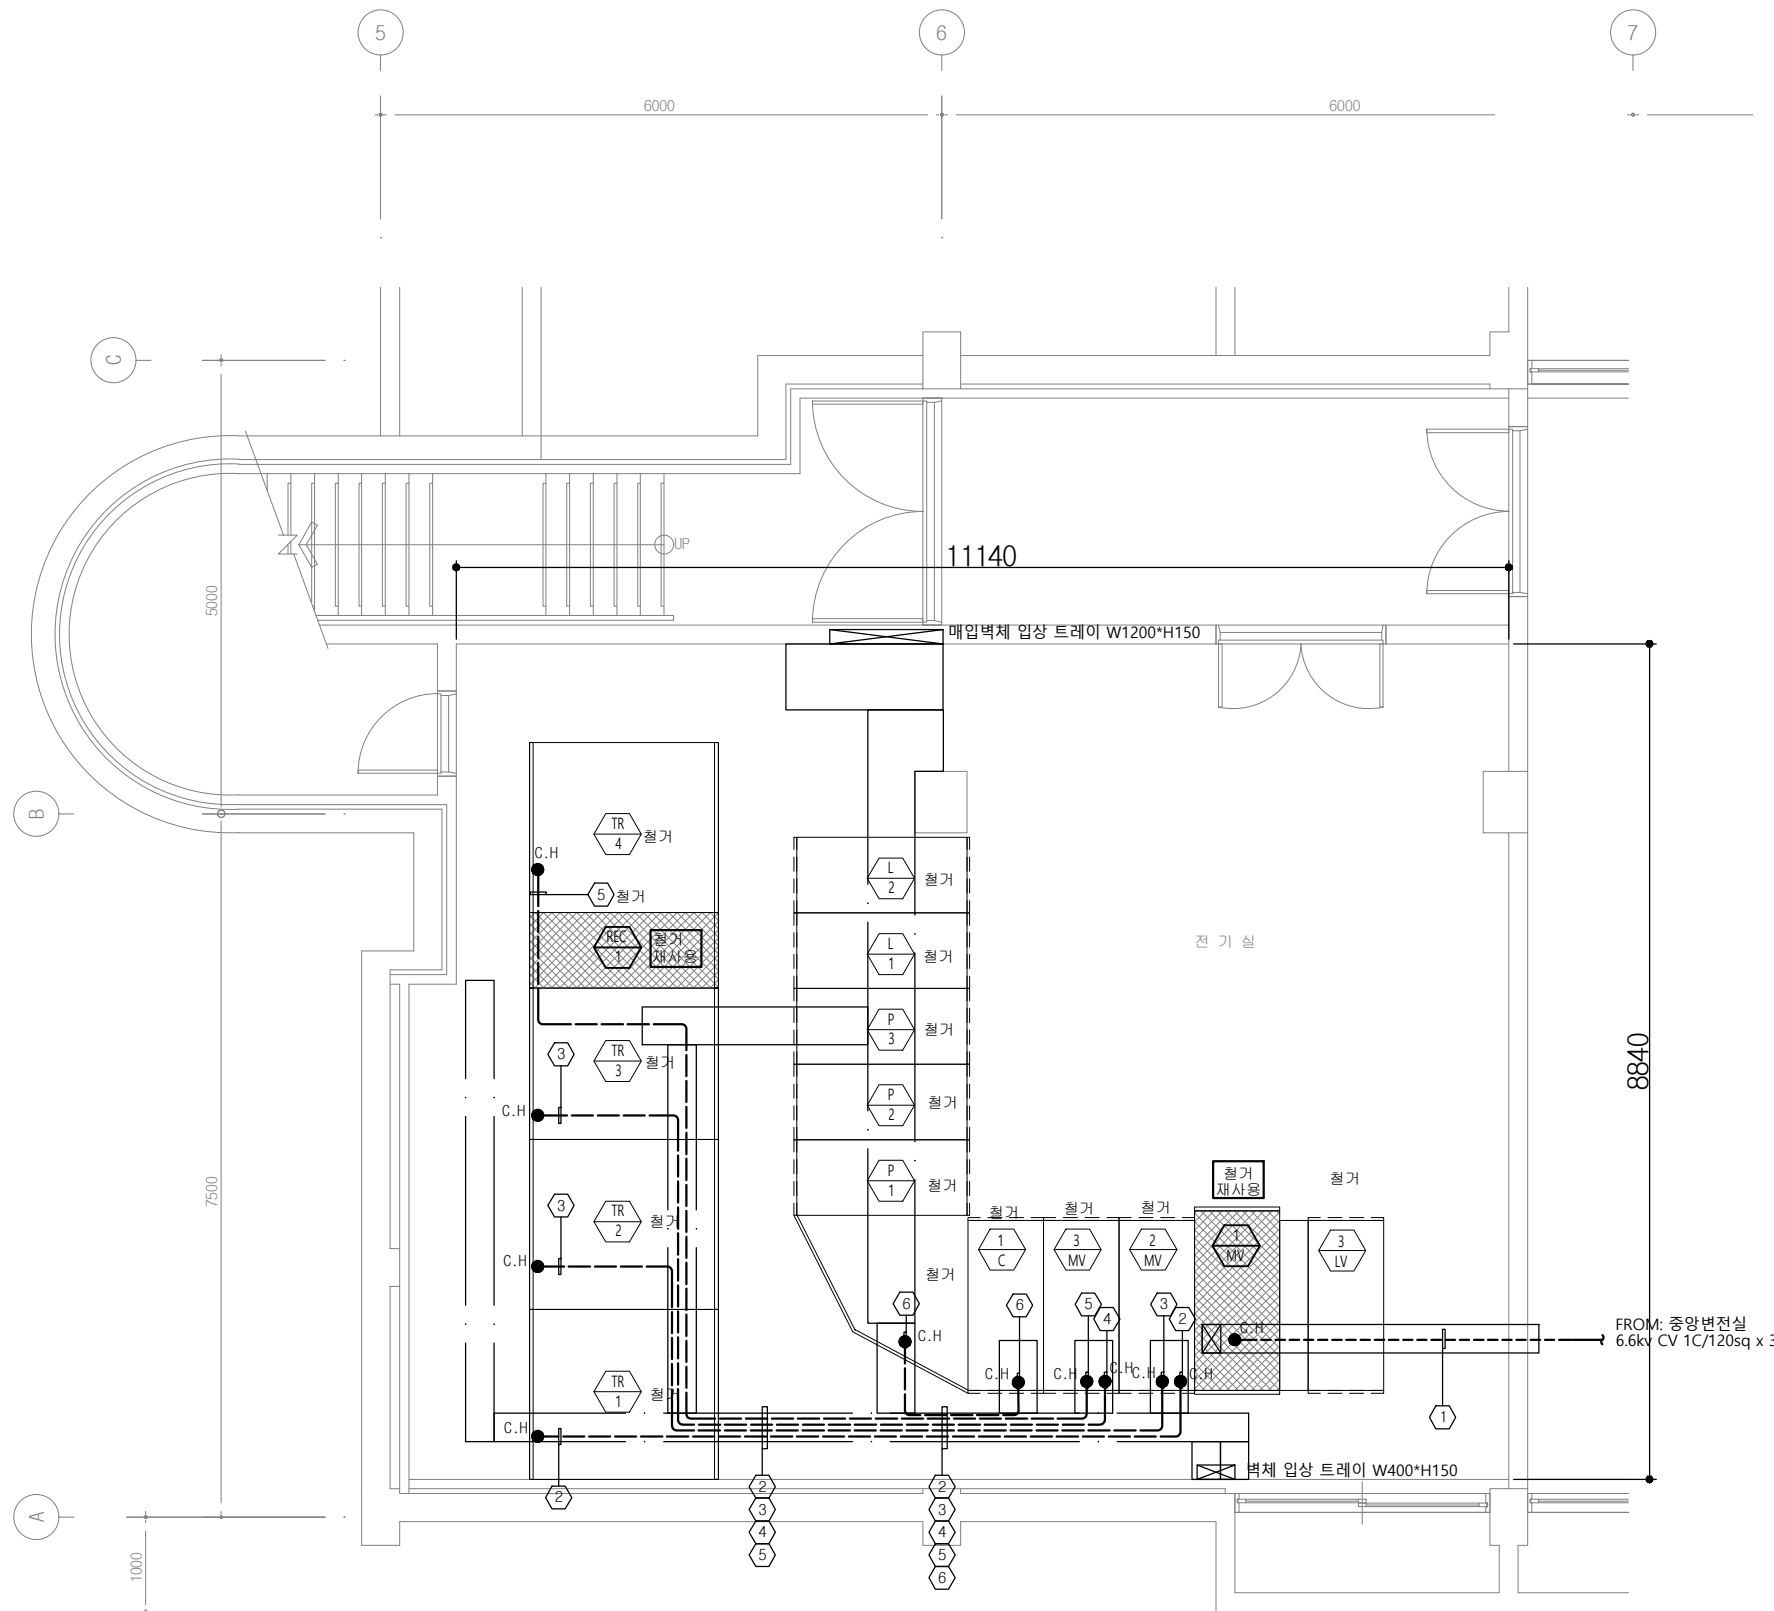 5
6
7
6000
6000
C
UP
5000
11140
매입벽체 입상 트레이 W1200*H150
B
TR
4
철거
C.H
5
철거
L
2
철거
REC
1
철거
재사용
L
1
철거
전 기 실
P
3
철거
3
TR
3
철거
C.H
P
2
철거
8840
7500
3
TR
2
철거
C.H
P
1
철거
철거
재사용
철거
철거
철거
철거
1
C
3
MV
2
MV
1
MV
3
LV
철거
6
C.H
6
5
4
3
2
C.H
C.H
C.H
C.H
C.H
C.H
FROM: 중앙변전실
6.6kv CV 1C/120sq x 3
TR
1
철거
C.H
1
2
벽체 입상 트레이 W400*H150
2
3
4
5
2
3
4
5
6
A
1000